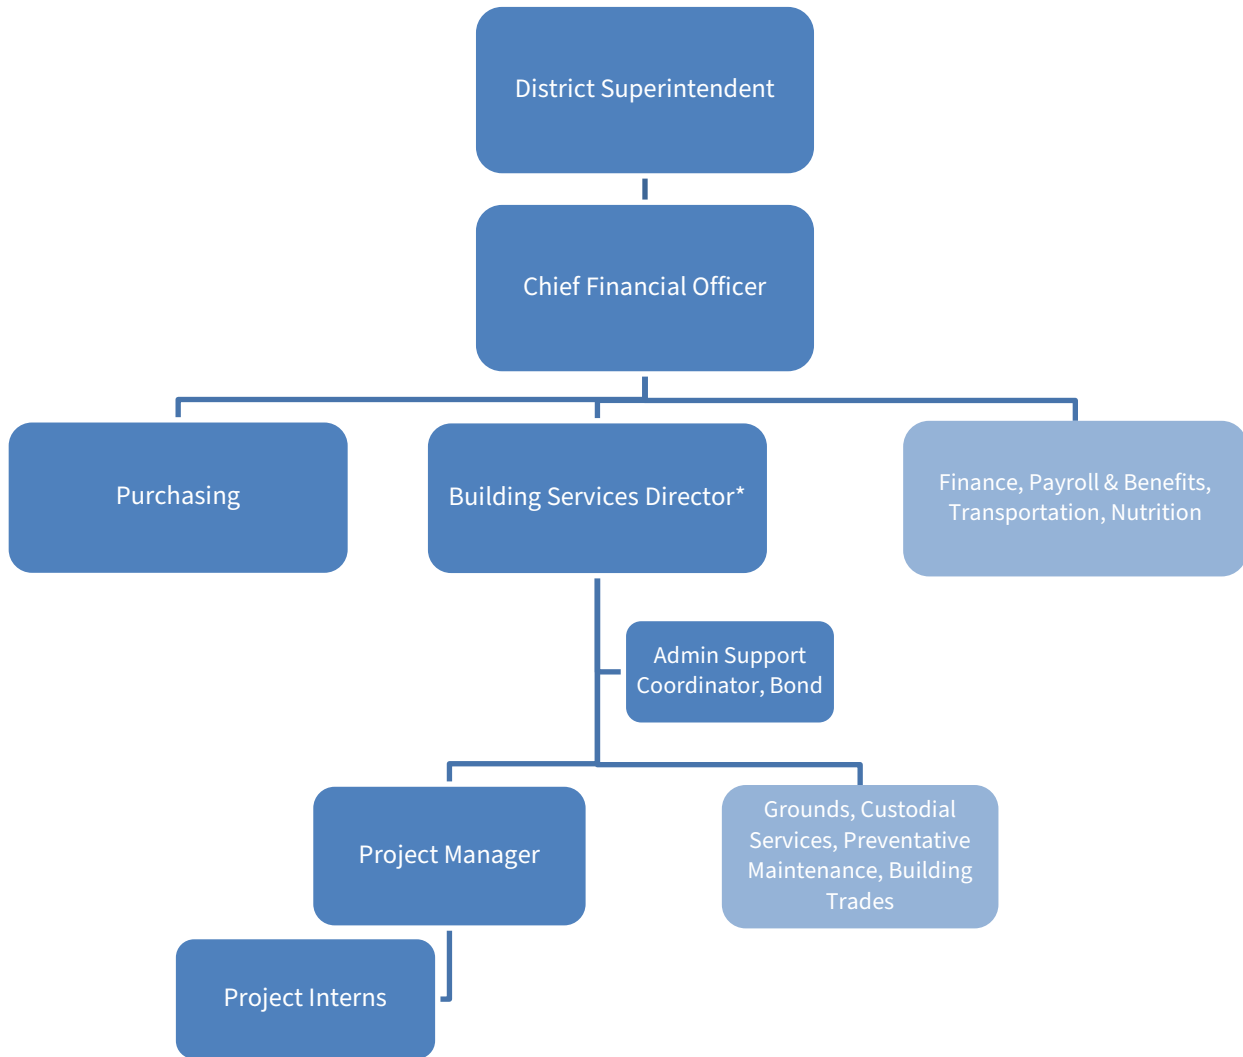 District Superintendent
Chief Financial Officer
Purchasing
Building Services Director*
Finance, Payroll & Benefits,
Transportation, Nutrition
Admin Support
Coordinator, Bond
Project Manager
Grounds, Custodial
Services, Preventative
Maintenance, Building
Trades
Project Interns